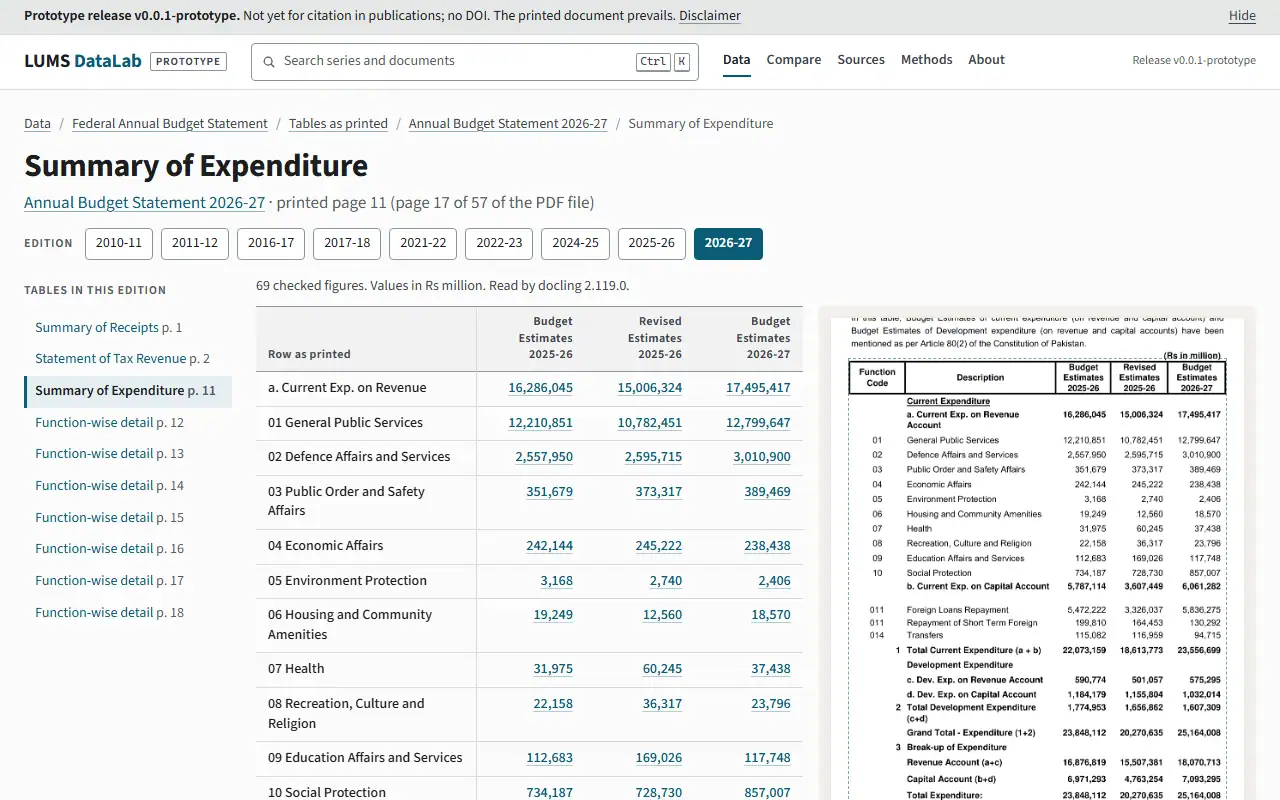 Prototype release v0.0.1-prototype. Not yet for citation in publications; no DOI. The printed document prevails. Disclaimer Hide
LUMS DataLab PROTOTYPE Search series and documents Ctrl K Data Compare Sources Methods About Release v0.0.1-prototype
Data / Federal Annual Budget Statement / Tables as printed / Annual Budget Statement 2026-27 / Summary of Expenditure
Summary of Expenditure
Annual Budget Statement 2026-27 · printed page 11 (page 17 of 57 of the PDF file)
EDITION 2010-11 2011-12 2016-17 2017-18 2021-22 2022-23 2024-25 2025-26 2026-27
TABLES IN THIS EDITION
Summary of Receipts p. 1
Statement of Tax Revenue p. 2
Summary of Expenditure p. 11
Function-wise detail p. 12
Function-wise detail p. 13
Function-wise detail p. 14
Function-wise detail p. 15
Function-wise detail p. 16
Function-wise detail p. 17
Function-wise detail p. 18
69 checked figures. Values in Rs million. Read by docling 2.119.0.
Budget Revised Budget
Estimates Estimates Estimates
Row as printed 2025-26 2025-26 2026-27
a. Current Exp. on Revenue 16,286,045 15,006,324 17,495,417
01 General Public Services 12,210,851 10,782,451 12,799,647
02 Defence Affairs and Services 2,557,950 2,595,715 3,010,900
03 Public Order and Safety 351,679 373,317 389,469
Affairs
04 Economic Affairs 242,144 245,222 238,438
05 Environment Protection 3,168 2,740 2,406
06 Housing and Community 19,249 12,560 18,570
Amenities
07 Health 31,975 60,245 37,438
08 Recreation, Culture and 22,158 36,317 23,796
Religion
09 Education Affairs and Services 112,683 169,026 117,748
10 Social Protection 734,187 728,730 857,007
In this table, Budget Estimates of current expenditure (on revenue and capital account) and
Budget Estimates of Development expenditure (on revenue and capital accounts) have been
mentioned as per Article 80(2) of the Constitution of Pakistan.
(Rs in million)
Function Code Description Budget Estimates 2025-26 Revised Estimates 2025-26 Budget Estimates 2026-27
Current Expenditure
a. Current Exp. on Revenue 16,286,045 15,006,324 17,495,417
Account
01 General Public Services 12,210,851 10,782,451 12,799,647
02 Defence Affairs and Services 2,557,950 2,595,715 3,010,900
03 Public Order and Safety Affairs 351,679 373,317 389,469
04 Economic Affairs 242,144 245,222 238,438
05 Environment Protection 3,168 2,740 2,406
06 Housing and Community Amenities 19,249 12,560 18,570
07 Health 31,975 60,245 37,438
08 Recreation, Culture and Religion 22,158 36,317 23,796
09 Education Affairs and Services 112,683 169,026 117,748
10 Social Protection 734,187 728,730 857,007
b. Current Exp. on Capital Account 5,787,114 3,607,449 6,061,282
011 Foreign Loans Repayment 5,472,222 3,326,037 5,836,275
011 Repayment of Short Term Foreign 199,810 164,453 130,292
014 Transfers 115,082 116,959 94,715
1 Total Current Expenditure (a + b) 22,073,159 18,613,773 23,556,699
Development Expenditure
c. Dev. Exp. on Revenue Account 590,774 501,057 575,295
d. Dev. Exp. on Capital Account 1,184,179 1,155,804 1,032,014
2 Total Development Expenditure 1,774,953 1,656,862 1,607,309
(c+d)
Grand Total - Expenditure (1+2) 23,848,112 20,270,635 25,164,008
3 Break-up of Expenditure
Revenue Account (a+c) 16,876,819 15,507,381 18,070,713
Capital Account (b+d) 6,971,293 4,763,254 7,093,295
Total Expenditure: 23,848,112 20,270,635 25,164,008